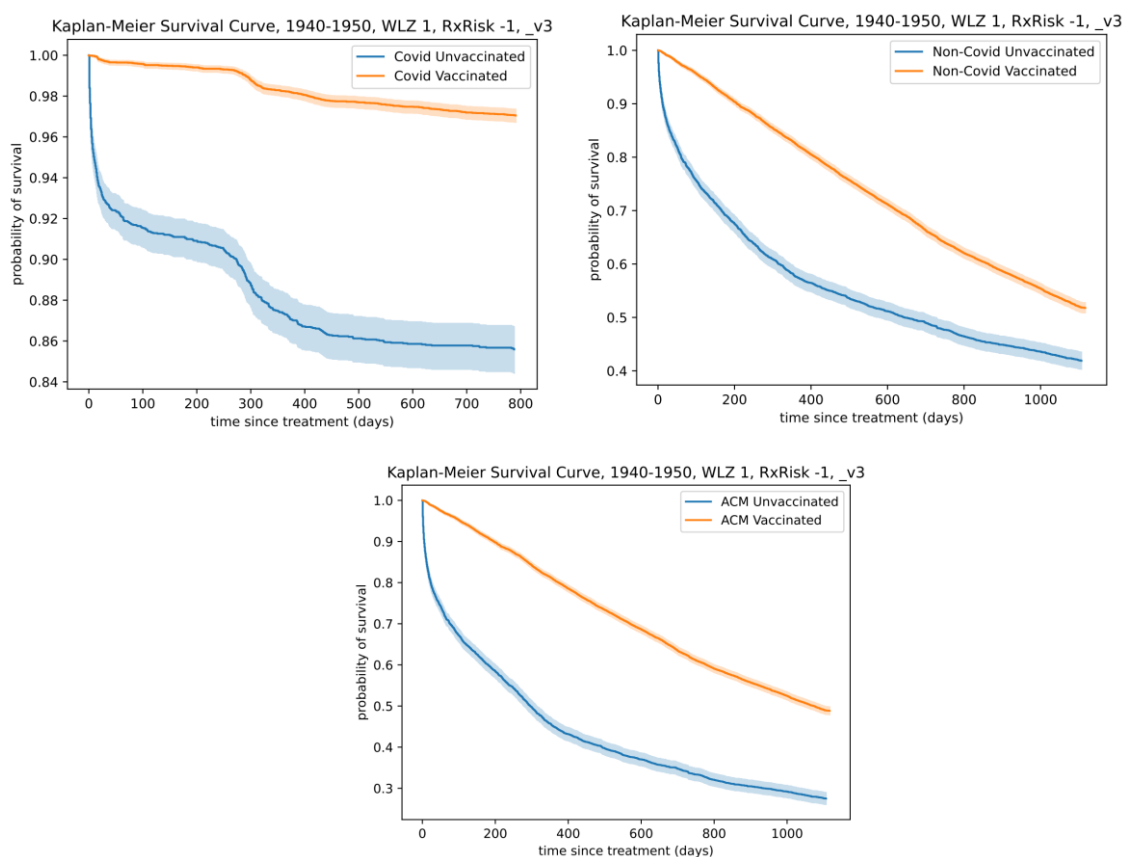 Kaplan-Meier Survival Curve, 1940-1950, WLZ 1, RxRisk -1, _v3
Covid Unvaccinated
Covid Vaccinated
probability of survival
1.00
0.98
0.96
0.94
0.92
0.90
0.88
0.86
0.84
0 100 200 300 400 500 600 700 800
time since treatment (days)
Kaplan-Meier Survival Curve, 1940-1950, WLZ 1, RxRisk -1, _v3
Non-Covid Unvaccinated
Non-Covid Vaccinated
probability of survival
1.0
0.9
0.8
0.7
0.6
0.5
0.4
0 200 400 600 800 1000
time since treatment (days)
Kaplan-Meier Survival Curve, 1940-1950, WLZ 1, RxRisk -1, _v3
ACM Unvaccinated
ACM Vaccinated
probability of survival
1.0
0.9
0.8
0.7
0.6
0.5
0.4
0.3
0 200 400 600 800 1000
time since treatment (days)